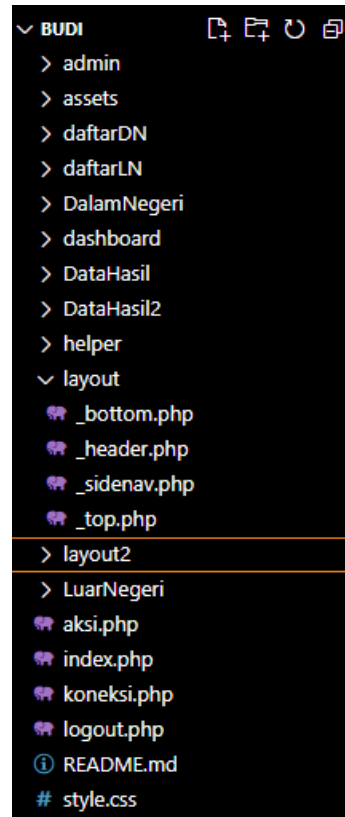 BUDI
admin
assets
daftarDN
daftarLN
DalamNegeri
dashboard
DataHasil
DataHasil2
helper
layout
_bottom.php
_header.php
_sidenav.php
_top.php
layout2
LuarNegeri
aksi.php
index.php
koneksi.php
logout.php
README.md
# style.css